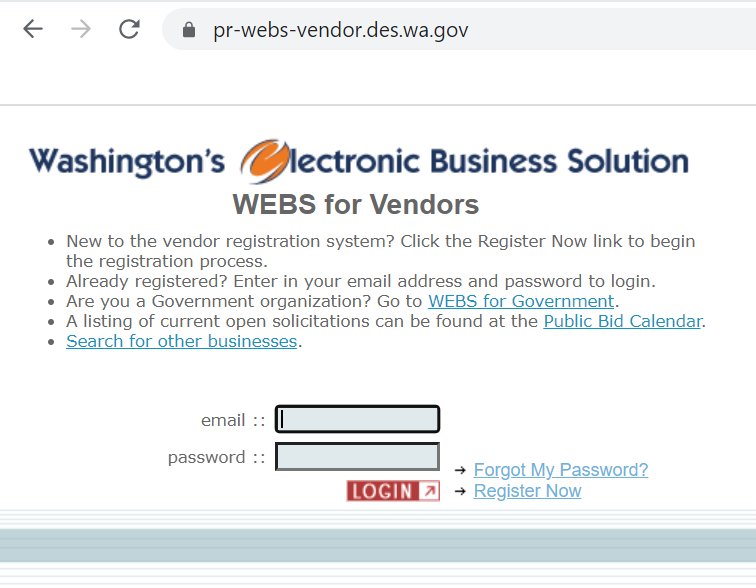 pr-webs-vendor.des.wa.gov
Washington's electronic Business Solution
WEBS for Vendors
• New to the vendor registration system? Click the Register Now link to begin
the registration process.
• Already registered? Enter in your email address and password to login.
• Are you a Government organization? Go to WEBS for Government.
• A listing of current open solicitations can be found at the Public Bid Calendar.
• Search for other businesses.
email ::
password ::
→ Forgot My Password?
LOGIN → Register Now